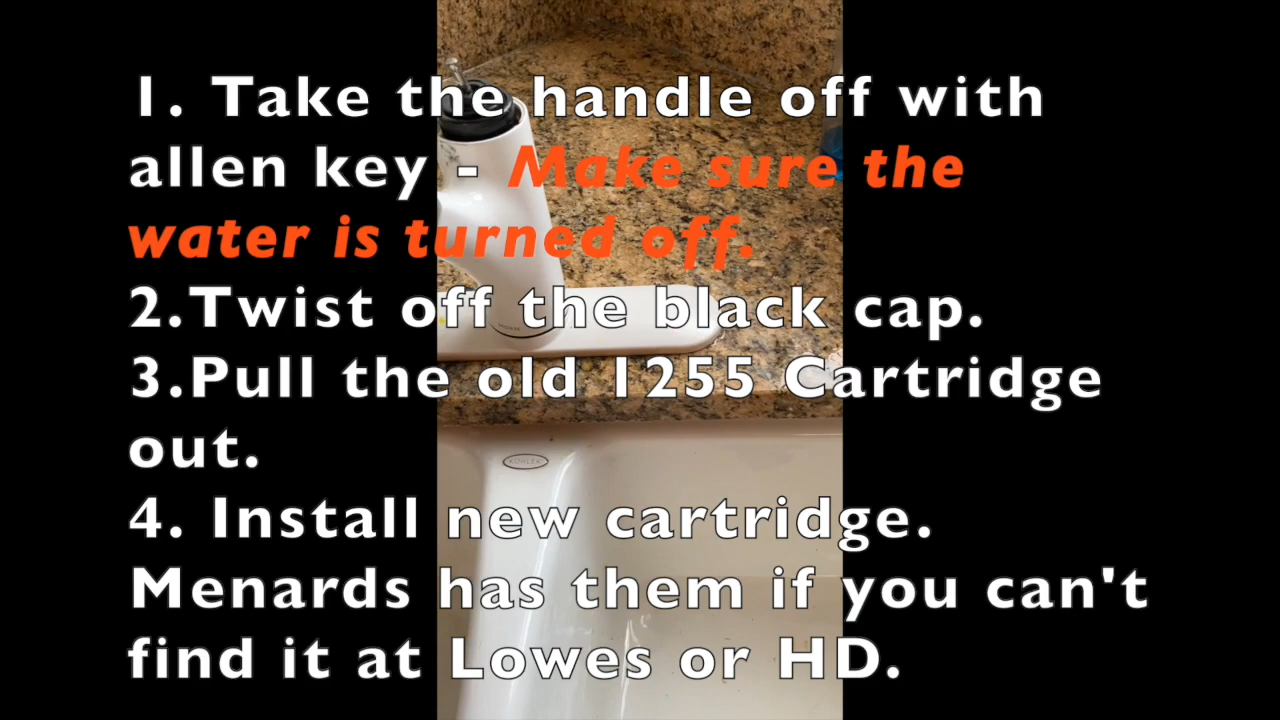 1. Take the handle off with
allen key - Make sure the
water is turned off.
2.Twist off the black cap.
3.Pull the old 1255 Cartridge
out.
4. Install new cartridge.
Menards has them if you can't
find it at Lowes or HD.
KOHLER